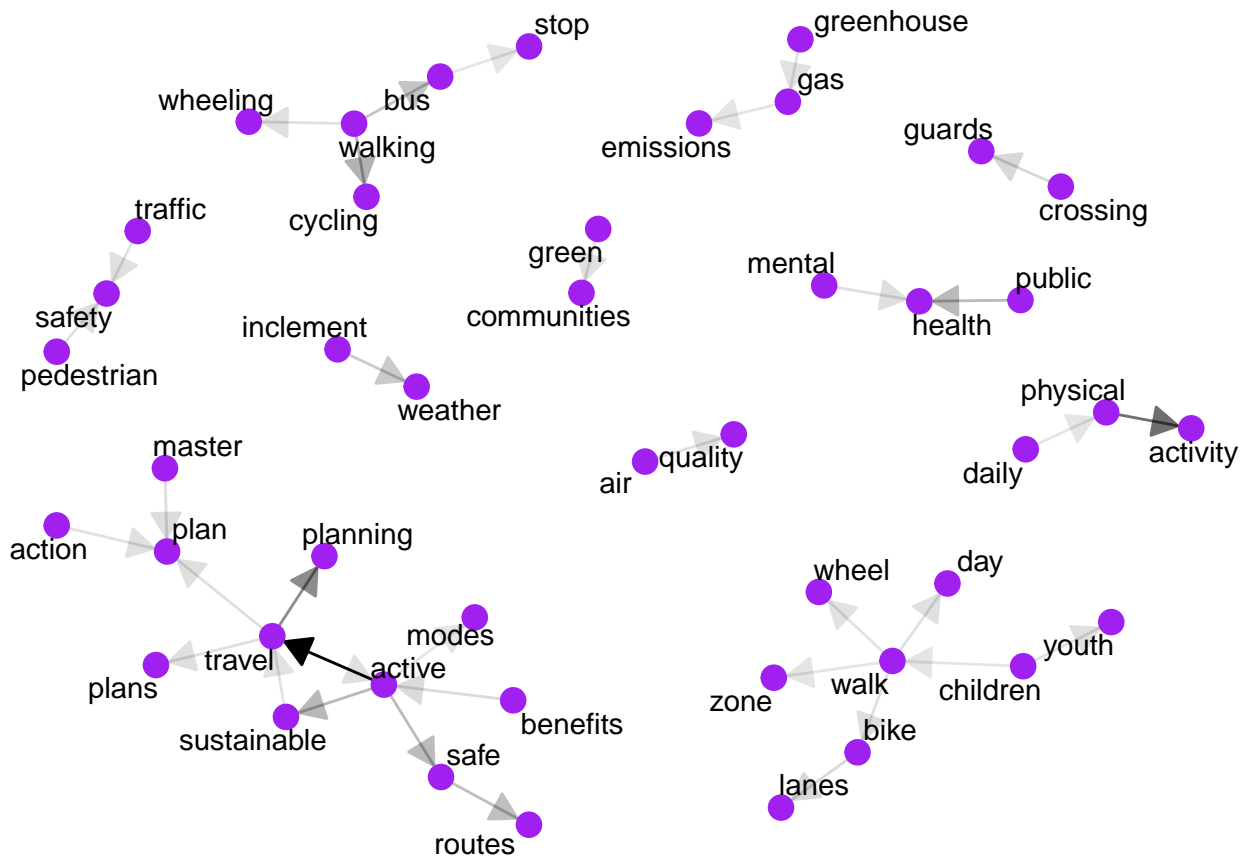 stop
greenhouse
gas
wheeling
bus
walking
emissions
guards
crossing
traffic
cycling
green
mental
public
safety
inclement
communities
health
pedestrian
weather
physical
master
quality
daily
activity
air
action
plan
planning
wheel
day
modes
youth
travel
active
plans
zone
walk
children
sustainable
benefits
bike
safe
lanes
routes